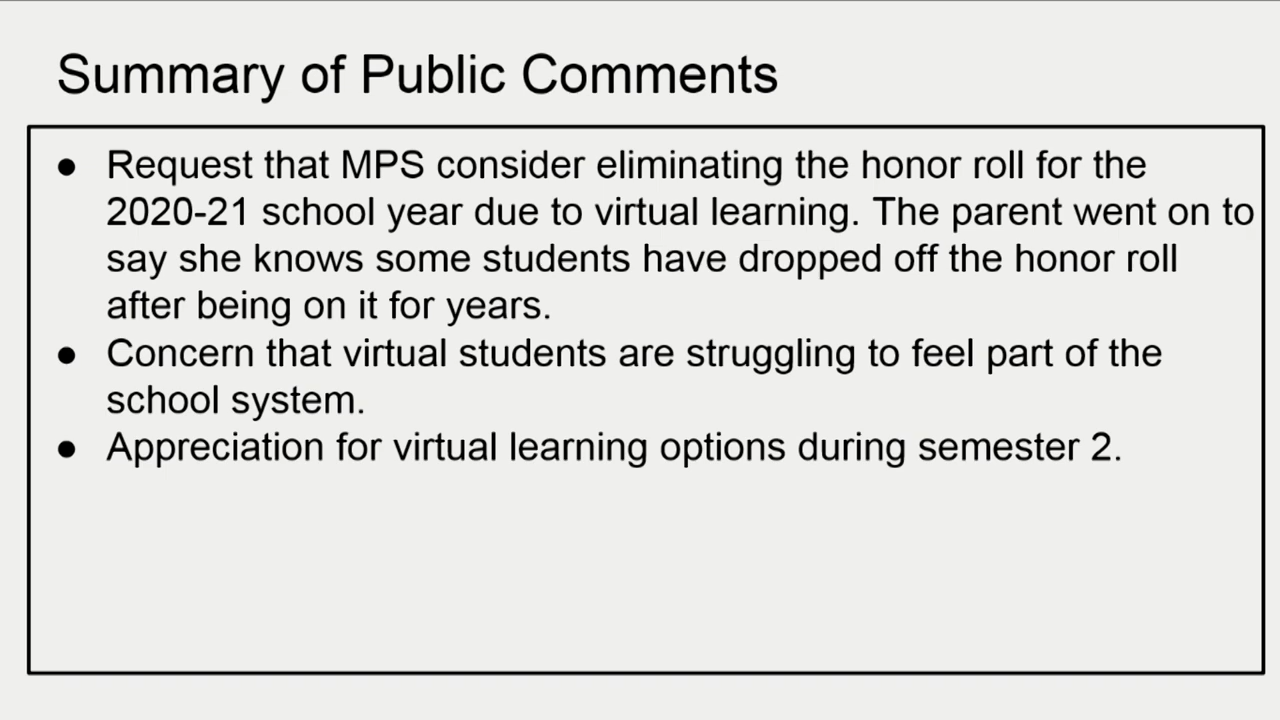 Summary of Public Comments
● Request that MPS consider eliminating the honor roll for the
2020-21 school year due to virtual learning. The parent went on to
say she knows some students have dropped off the honor roll
after being on it for years.
● Concern that virtual students are struggling to feel part of the
school system.
● Appreciation for virtual learning options during semester 2.